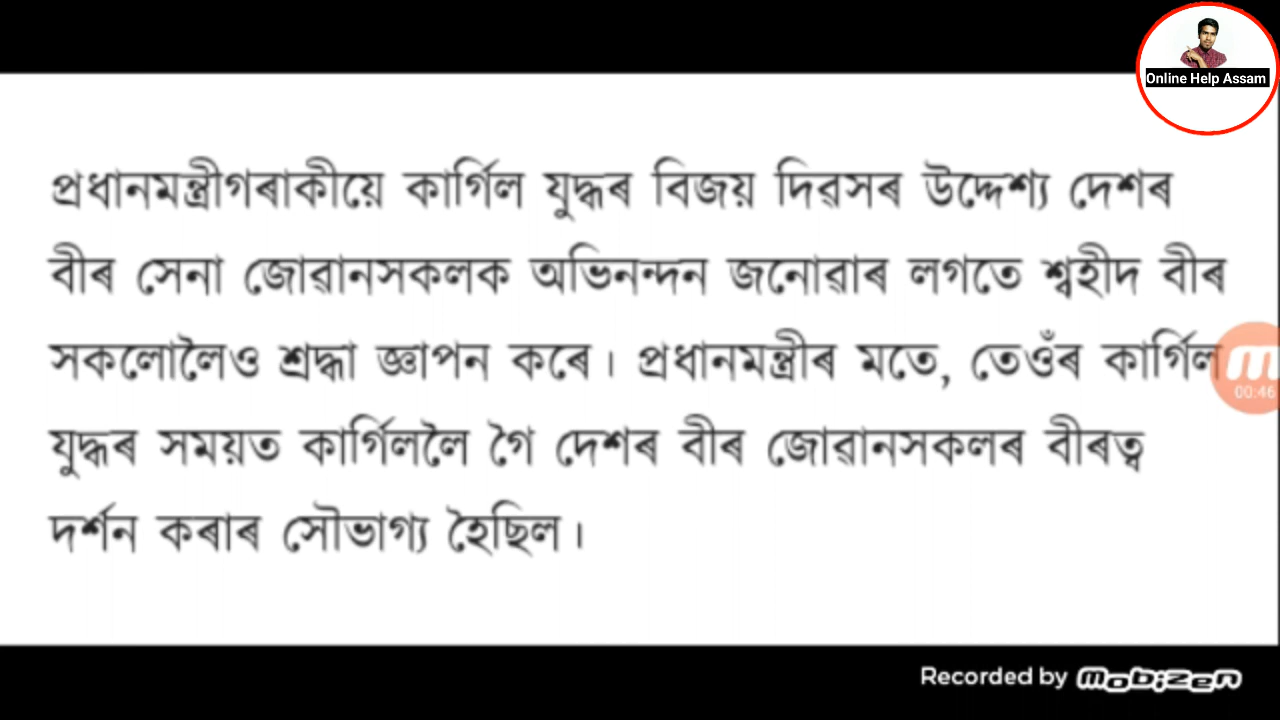 Online Help Assam
প্ৰধানমন্ত্ৰীগৰাকীয়ে কাৰ্গিল যুদ্ধৰ বিজয় দিৱসৰ উদ্দেশ্য দেশৰ
বীৰ সেনা জোৱানসকলক অভিনন্দন জনোৱাৰ লগতে শ্বহীদ বীৰ
সকলোলৈও শ্ৰদ্ধা জ্ঞাপন কৰে। প্ৰধানমন্ত্ৰীৰ মতে, তেওঁৰ কাৰ্গিল
00:46
যুদ্ধৰ সময়ত কাৰ্গিললৈ গৈ দেশৰ বীৰ জোৱানসকলৰ বীৰত্ব
দৰ্শন কৰাৰ সৌভাগ্য হৈছিল।
Recorded by mobizen